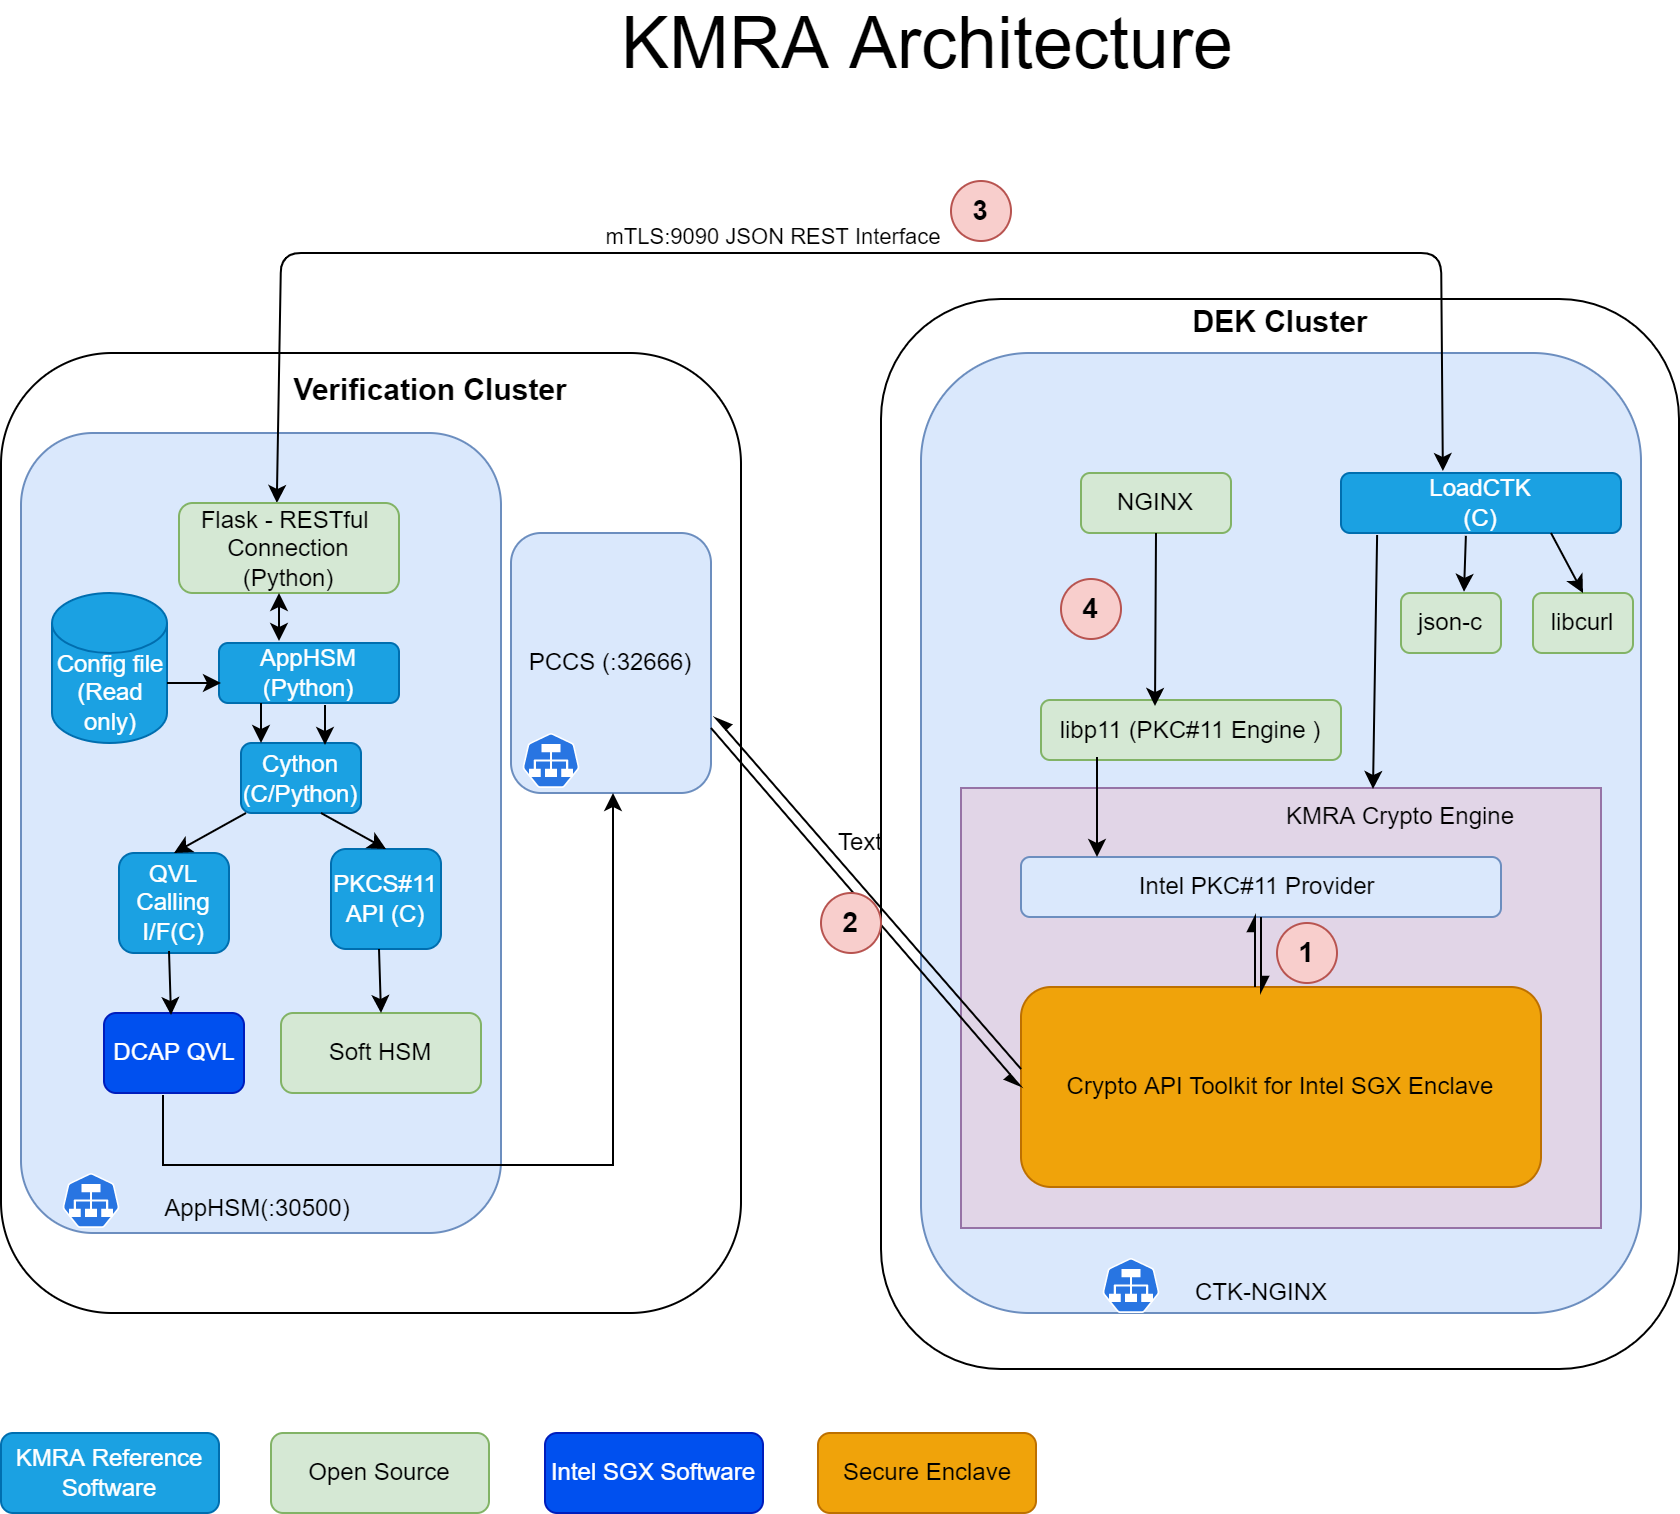 KMRA Architecture
3
mTLS:9090 JSON REST Interface
DEK Cluster
Verification Cluster
Flask - RESTful
Connection
(Python)
Config file
(Read
only)
AppHSM
(Python)
Cython
(C/Python)
QVL
Calling
I/F(C)
PKCS#11
API (C)
DCAP QVL
Soft HSM
AppHSM(:30500)
PCCS (:32666)
Text
2
NGINX
LoadCTK
(C)
4
json-c
libcurl
libp11 (PKC#11 Engine )
KMRA Crypto Engine
Intel PKC#11 Provider
1
Crypto API Toolkit for Intel SGX Enclave
CTK-NGINX
KMRA Reference
Software
Open Source
Intel SGX Software
Secure Enclave